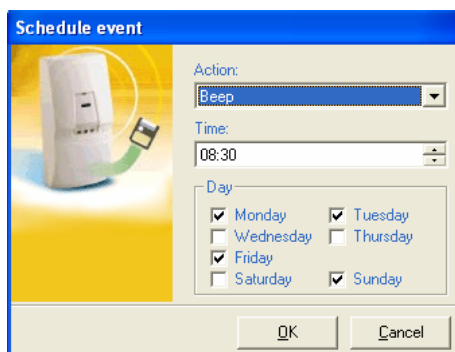 Schedule event
Action:
Beep
Time:
08:30
Day
Monday Tuesday
Wednesday Thursday
Friday
Saturday Sunday
OK Cancel